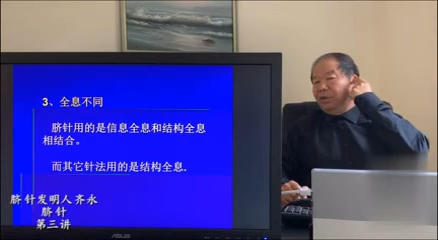 3、全息不同
脐针用的是信息全息和结构全息
相结合。
而其它针法用的是结构全息.
脐针发明人齐永
脐针
第三讲
ASUS